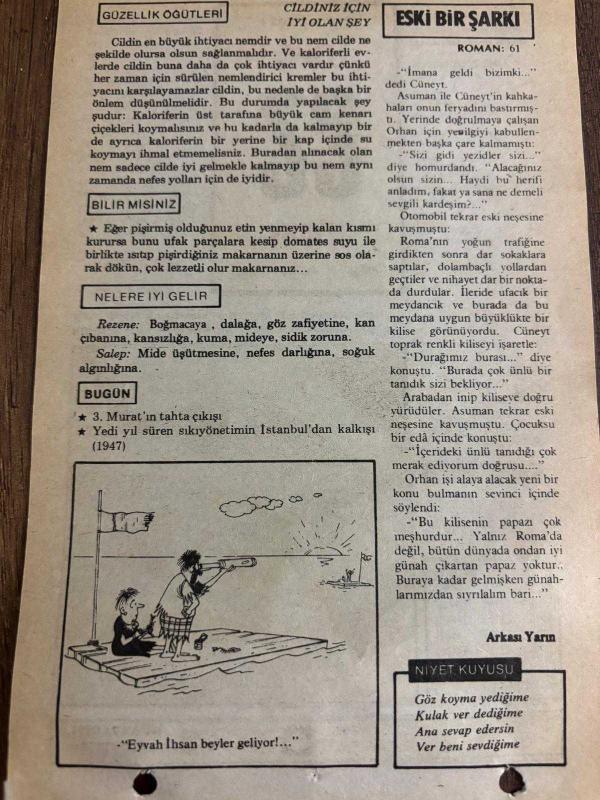 GÜZELLİK ÖĞÜTLERİ
CİLDİNİZ İÇİN
İYİ OLAN ŞEY
Cildin en büyük ihtiyacı nemdir ve bu nem cilde ne
şekilde olursa olsun sağlanmalıdır. Ve kaloriferli ev-
lerde cildin buna daha da çok ihtiyacı vardır çünkü
her zaman için sürülen nemlendirici kremler bu ihti-
yacını karşılayamazlar cildin, bu nedenle de başka bir
önlem düşünülmelidir. Bu durumda yapılacak şey
şudur: Kaloriferin üst tarafına büyük cam kenarı
çiçekleri koymalısınız ve bu kadarla da kalmayıp bir
de ayrıca kaloriferin bir yerine bir kap içinde su
koymayı ihmal etmemelisniz. Buradan alınacak olan
nem sadece cilde iyi gelmekle kalmayıp bu nem aynı
zamanda nefes yolları için de iyidir.
BİLİR MİSİNİZ
★ Eğer pişirmiş olduğunuz etin yenmeyip kalan kısmı
kurursa bunu ufak parçalara kesip domates suyu ile
birlikte ısıtıp pişirdiğiniz makarnanın üzerine sos ola-
rak dökün, çok lezzetli olur makarnanız...
NELERE İYİ GELİR
Rezene: Boğmacaya , dalağa, göz zafiyetine, kan
çıbanına, kansızlığa, kuma, mideye, sidik zoruna.
Salep: Mide üşütmesine, nefes darlığına, soğuk
algınlığına.
BUGÜN
★ 3. Murat'ın tahta çıkışı
★ Yedi yıl süren sıkıyönetimin İstanbul'dan kalkışı
(1947)
-"Eyvah İhsan beyler geliyor!..."
ESKİ BİR ŞARKI
ROMAN: 61
-"İmana geldi bizimki..."
dedi Cüneyt.
Asuman ile Cüneyt'in kahka-
haları onun feryadını bastırmış-
tı. Yerinde doğrulmaya çalışan
Orhan için yenilgiyi kabullen-
mekten başka çare kalmamıştı:
-"Sizi gidi yezidler sizi..."
diye homurdandı. "Alacağınız
olsun sizin... Haydi bu herifi
anladım, fakat ya sana ne demeli
sevgili kardeşim?..."
Otomobil tekrar eski neşesine
kavuşmuştu:
Roma'nın yoğun trafiğine
girdikten sonra dar sokaklara
saptılar, dolambaçlı yollardan
geçtiler ve nihayet dar bir nokta-
da durdular. İleride ufacık bir
meydancık ve burada da bu
meydana uygun büyüklükte bir
kilise görünüyordu. Cüneyt
toprak renkli kiliseyi işaretle:
-"Durağımız burası..." diye
konuştu. "Burada çok ünlü bir
tanıdık sizi bekliyor..."
Arabadan inip kiliseve doğru
yürüdüler. Asuman tekrar eski
neşesine kavuşmuştu. Çocuksu
bir edâ içinde konuştu:
-"İçerideki ünlü tanıdığı çok
merak ediyorum doğrusu...."
Orhan işi alaya alacak yeni bir
konu bulmanın sevinci içinde
söylendi:
-"Bu kilisenin papazı çok
meşhurdur... Yalnız Roma'da
değil, bütün dünyada ondan iyi
günah çıkartan papaz yoktur..
Buraya kadar gelmişken günah-
larımızdan sıyrılalım bari..."
Arkası Yarın
NİYET KUYUSU
Göz koyma yediğime
Kulak ver dediğime
Ana sevap edersin
Ver beni sevdiğime